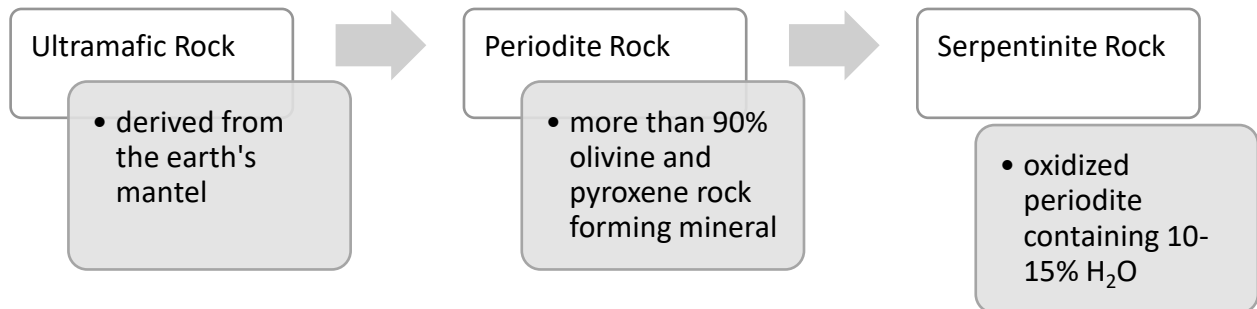 Ultramafic Rock
• derived from
the earth's
mantel
Periodite Rock
• more than 90%
olivine and
pyroxene rock
forming mineral
Serpentinite Rock
• oxidized
periodite
containing 10-
15% H₂O